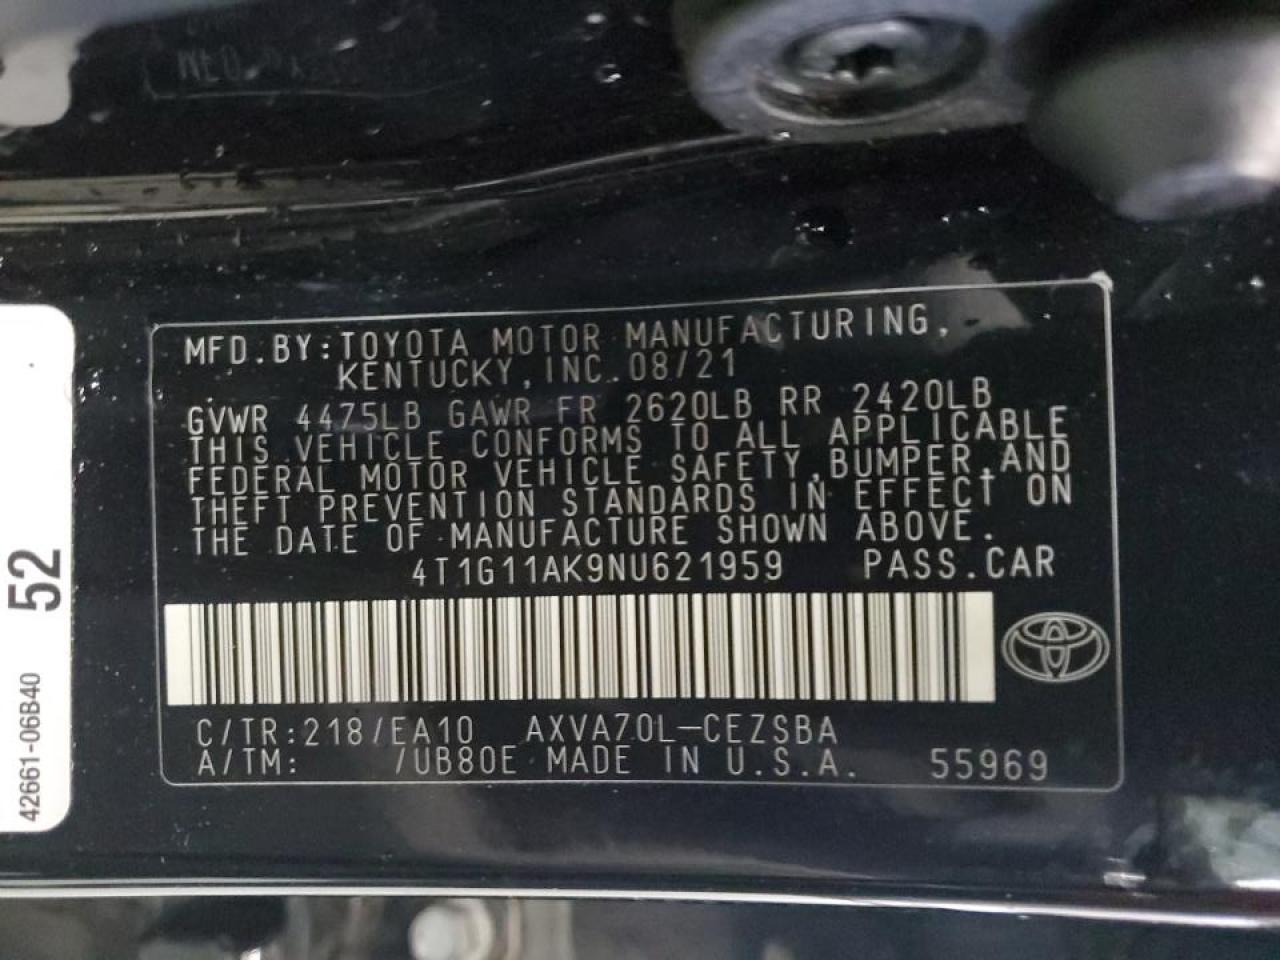 MFD.BY:TOYOTA MOTOR MANUFACTURING,
KENTUCKY, INC. 08/21
GVWR 4475LB GAWR FR 2620LB RR 2420LB
THIS VEHICLE CONFORMS TO ALL APPLICABLE
FEDERAL MOTOR VEHICLE SAFETY, BUMPER, AND
THEFT PREVENTION STANDARDS IN EFFECT ON
THE DATE OF MANUFACTURE SHOWN ABOVE.
4T1G11AK9NU621959 PASS.CAR
C/TR:218/EA10 AXVA70L-CEZSBA
A/TM: /UB80E MADE IN U.S.A. 55969
52
42661-06B40